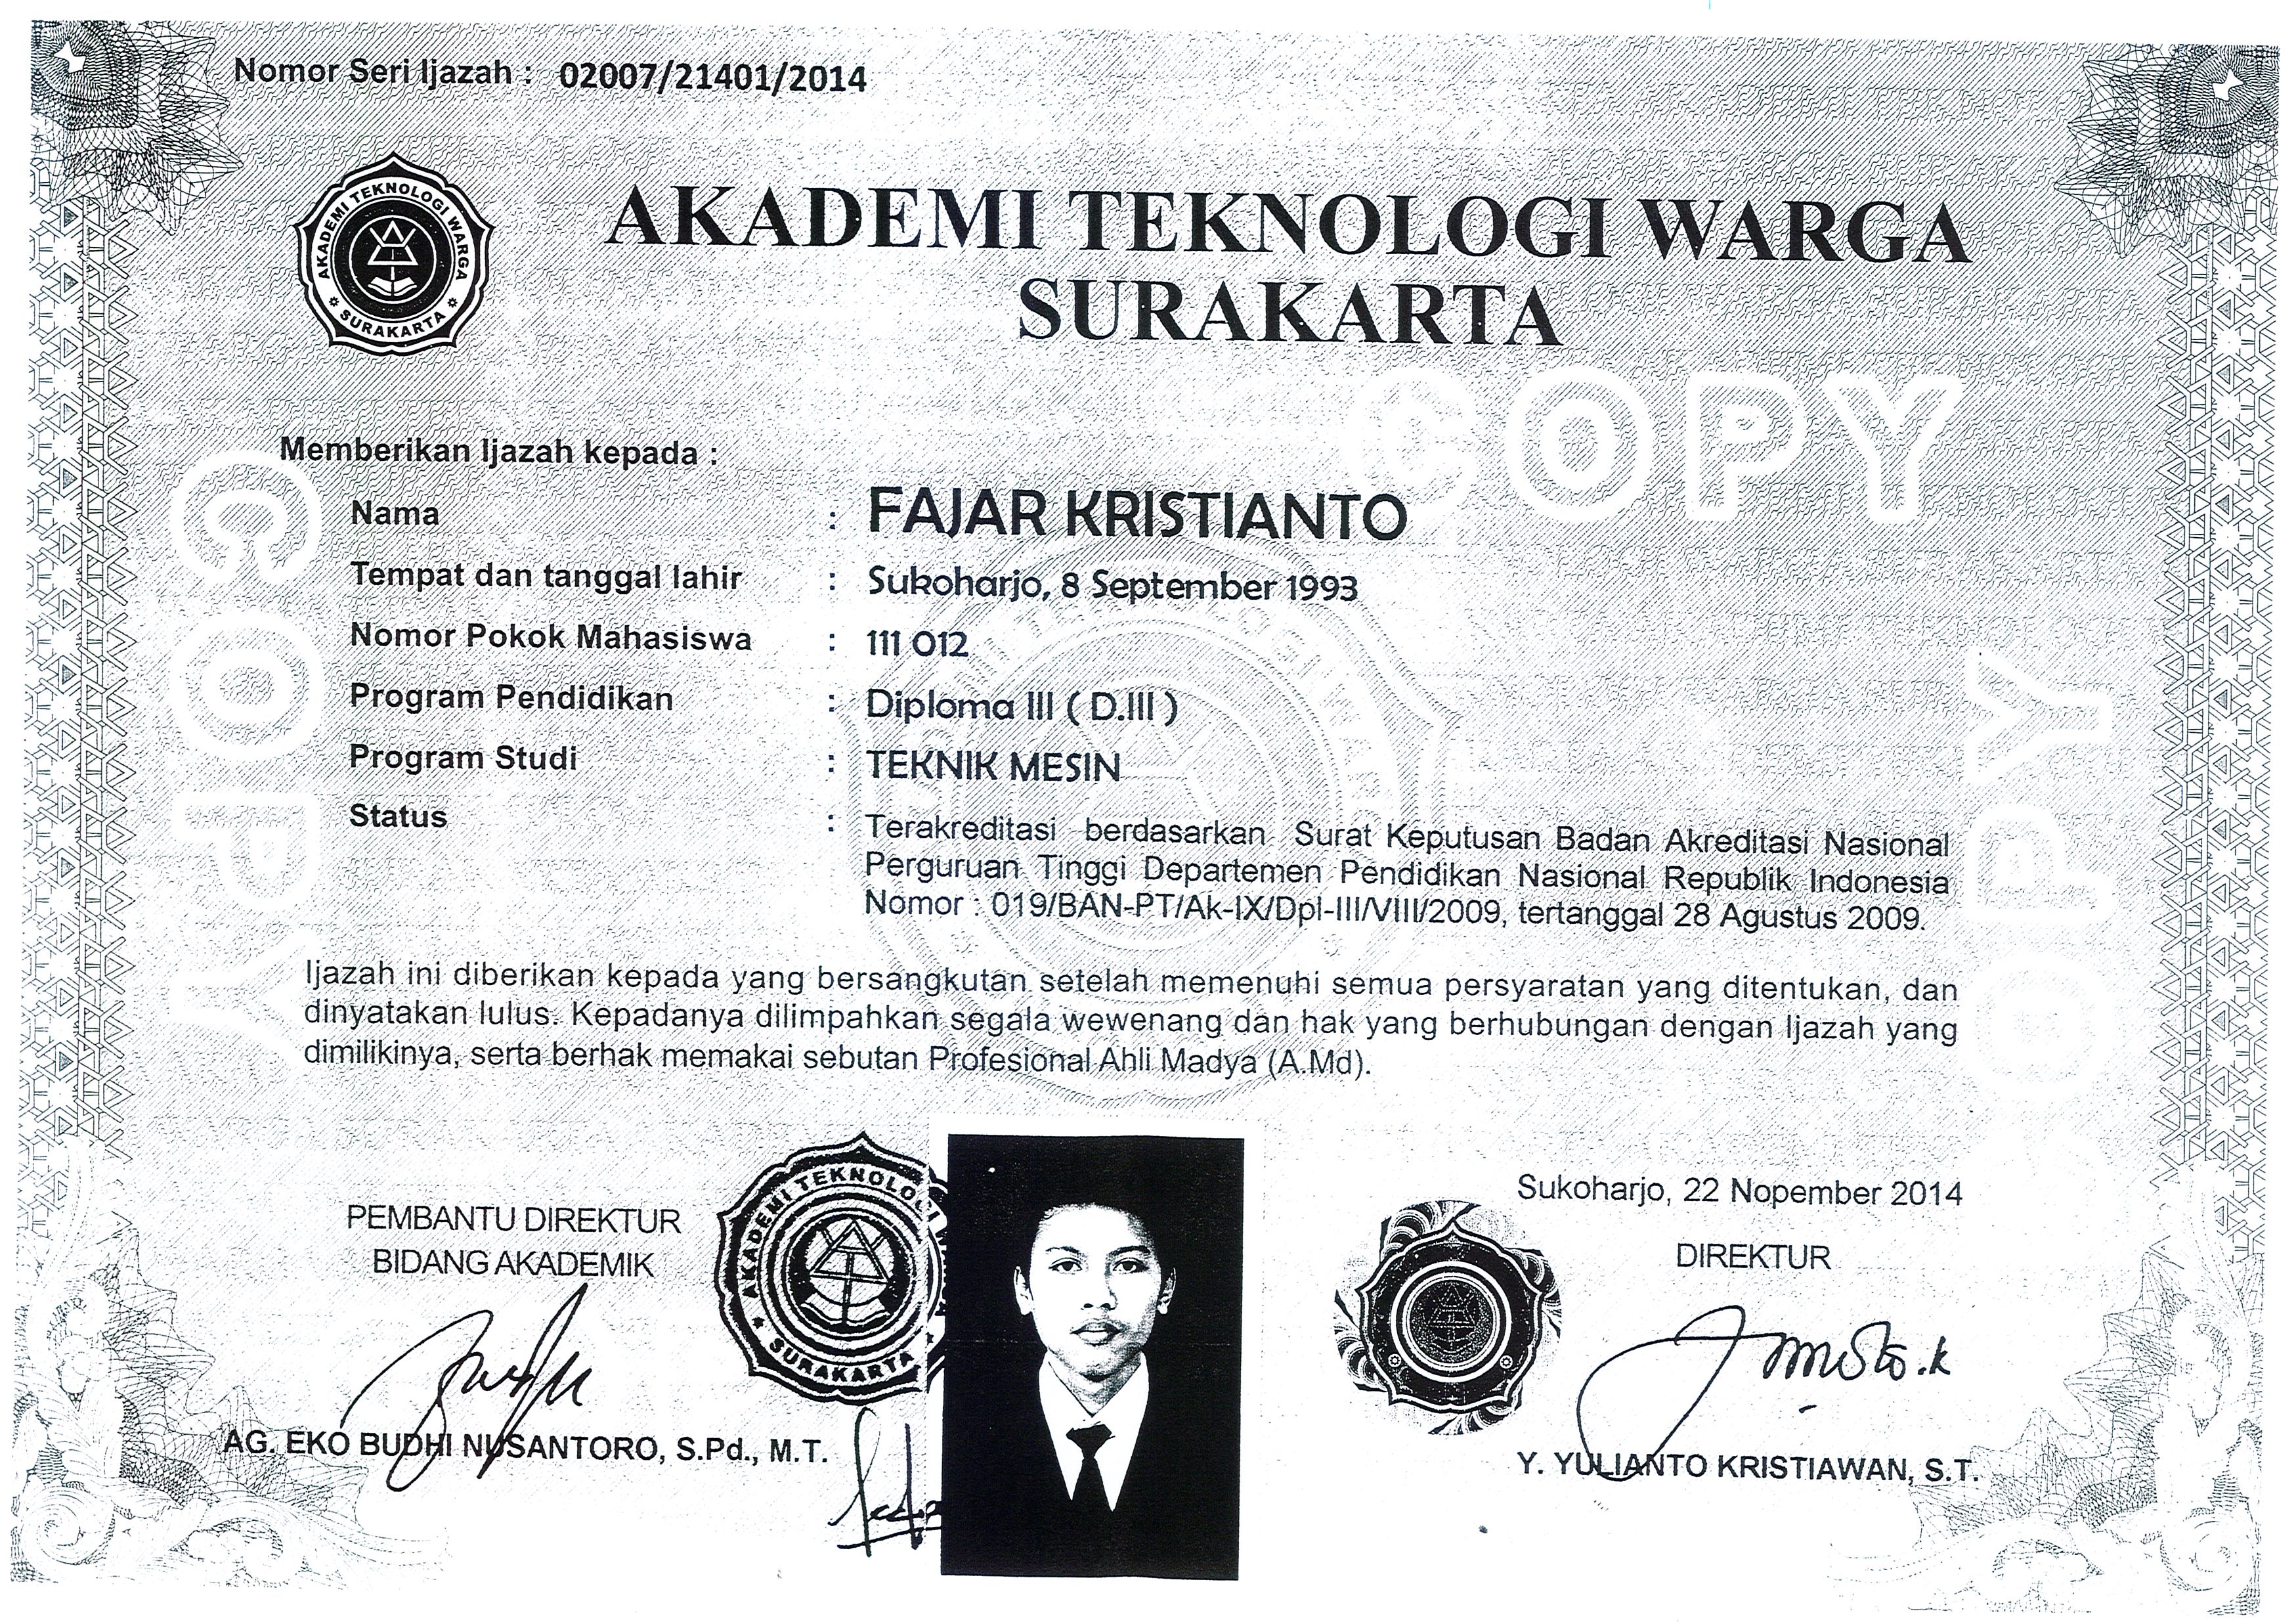 Nomor Seri Ijazah : 02007/21401/2014
AKADEMI TEKNOLOGI WARGA
SURAKARTA
AKADEMI TEKNOLOGI WARGA
SURAKARTA
COPY
COPY
COPY
Memberikan Ijazah kepada :
Nama : FAJAR KRISTIANTO
Tempat dan tanggal lahir : Sukoharjo, 8 September 1993
Nomor Pokok Mahasiswa : 111 012
Program Pendidikan : Diploma III ( D.III )
Program Studi : TEKNIK MESIN
Status : Terakreditasi berdasarkan Surat Keputusan Badan Akreditasi Nasional
Perguruan Tinggi Departemen Pendidikan Nasional Republik Indonesia
Nomor : 019/BAN-PT/Ak-IX/Dpl-III/VIII/2009, tertanggal 28 Agustus 2009.
Ijazah ini diberikan kepada yang bersangkutan setelah memenuhi semua persyaratan yang ditentukan, dan
dinyatakan lulus. Kepadanya dilimpahkan segala wewenang dan hak yang berhubungan dengan Ijazah yang
dimilikinya, serta berhak memakai sebutan Profesional Ahli Madya (A.Md).
PEMBANTU DIREKTUR
BIDANG AKADEMIK
AG. EKO BUDHI NUSANTORO, S.Pd., M.T.
AKADEMI TEKNOLOGI
SURAKARTA
Sukoharjo, 22 Nopember 2014
DIREKTUR
Y. YULIANTO KRISTIAWAN, S.T.